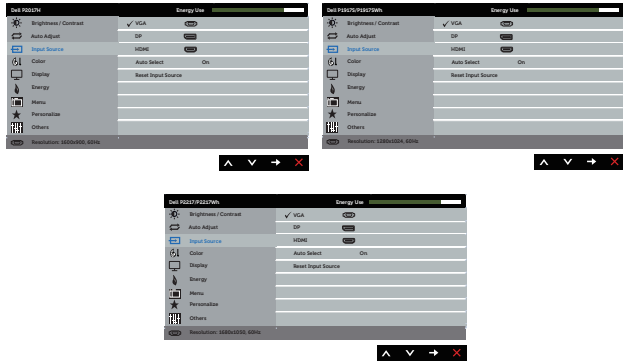 Dell P2017H Energy Use
Brightness / Contrast VGA
Auto Adjust DP
Input Source HDMI
Color Auto Select On
Display Reset Input Source
Energy
Menu
Personalize
Others
Resolution: 1600x900, 60Hz
Dell P1917S/P1917SWh Energy Use
Brightness / Contrast VGA
Auto Adjust DP
Input Source HDMI
Color Auto Select On
Display Reset Input Source
Energy
Menu
Personalize
Others
Resolution: 1280x1024, 60Hz
Dell P2217/P2217Wh Energy Use
Brightness / Contrast VGA
Auto Adjust DP
Input Source HDMI
Color Auto Select On
Display Reset Input Source
Energy
Menu
Personalize
Others
Resolution: 1680x1050, 60Hz